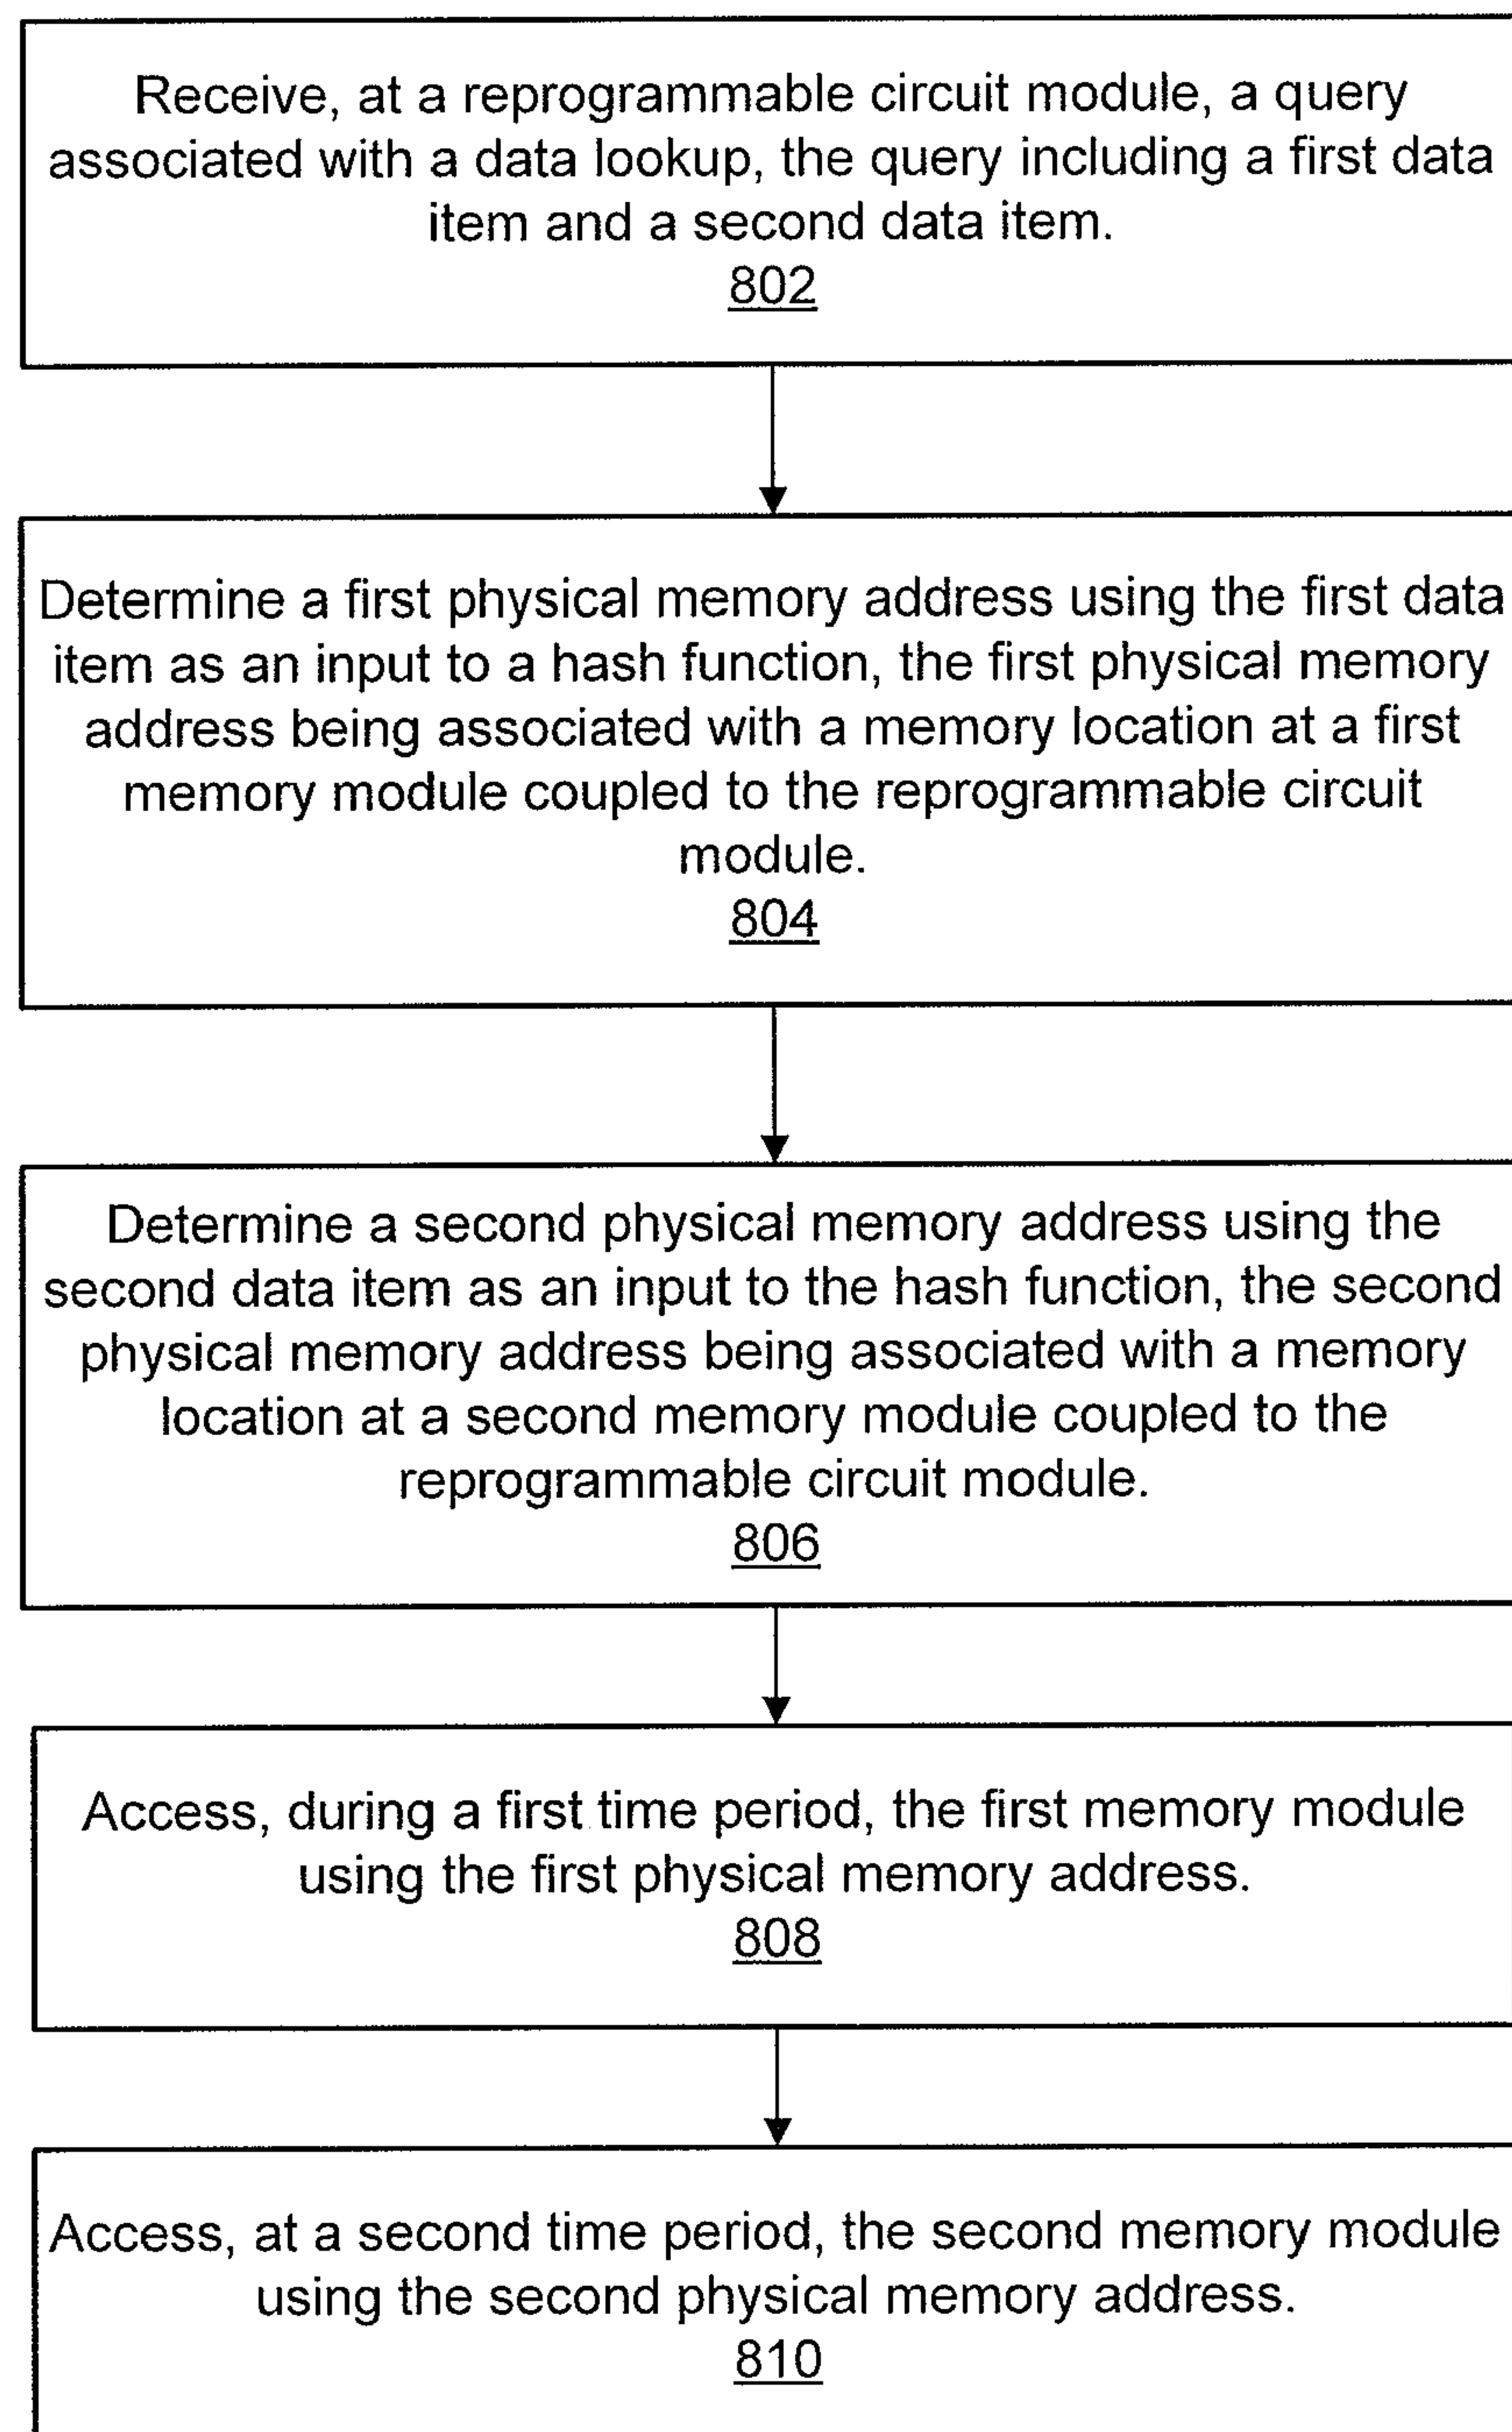 Receive, at a reprogrammable circuit module, a query
associated with a data lookup, the query including a first data
item and a second data item.
802
Determine a first physical memory address using the first data
item as an input to a hash function, the first physical memory
address being associated with a memory location at a first
memory module coupled to the reprogrammable circuit
module.
804
Determine a second physical memory address using the
second data item as an input to the hash function, the second
physical memory address being associated with a memory
location at a second memory module coupled to the
reprogrammable circuit module.
806
Access, during a first time period, the first memory module
using the first physical memory address.
808
Access, at a second time period, the second memory module
using the second physical memory address.
810